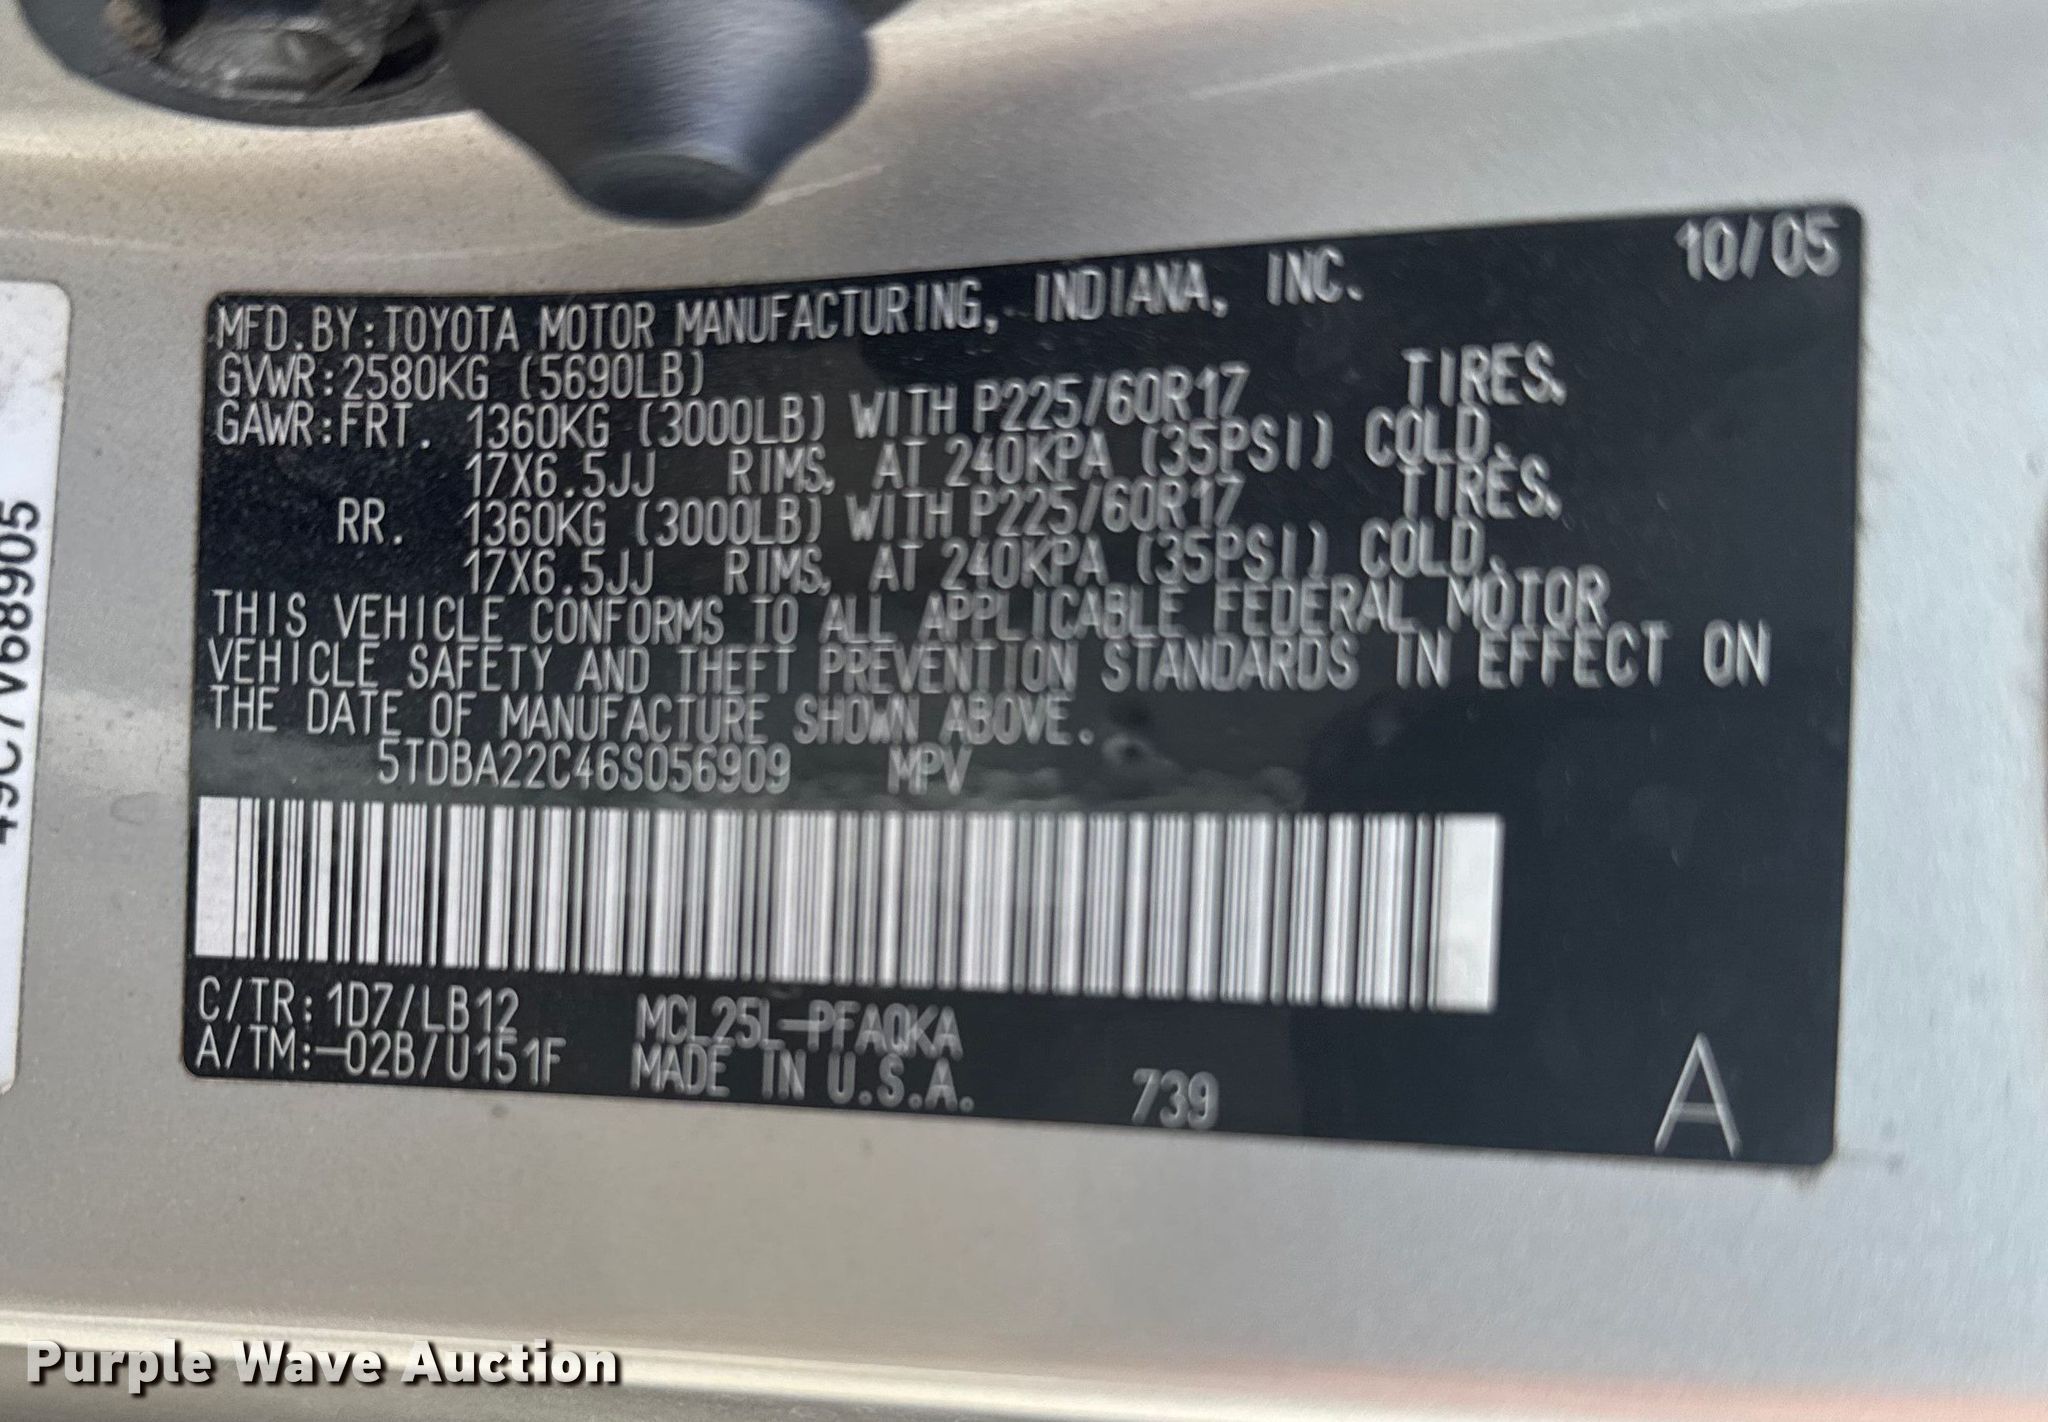 10/05
MFD.BY:TOYOTA MOTOR MANUFACTURING, INDIANA, INC.
GVWR:2580KG (5690LB)
GAWR:FRT. 1360KG (3000LB) WITH P225/60R17 TIRES,
17X6.5JJ RIMS, AT 240KPA (35PSI) COLD.
RR. 1360KG (3000LB) WITH P225/60R17 TIRES,
17X6.5JJ RIMS, AT 240KPA (35PSI) COLD.
THIS VEHICLE CONFORMS TO ALL APPLICABLE FEDERAL MOTOR
VEHICLE SAFETY AND THEFT PREVENTION STANDARDS IN EFFECT ON
THE DATE OF MANUFACTURE SHOWN ABOVE.
5TDBA22C46S056909 MPV
C/TR:1D7/LB12 MCL25L-PFAQKA
A/TM:-02B/U151F MADE IN U.S.A. 739
A
Purple Wave Auction